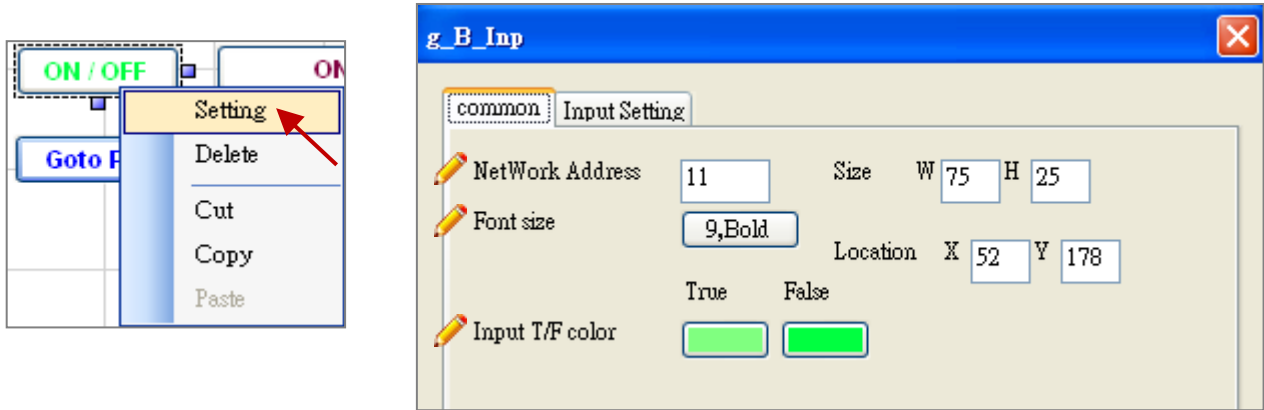 ON / OFF
ON
Setting
Goto P
Delete
Cut
Copy
Paste
g_B_Inp
common Input Setting
NetWork Address 11 Size W 75 H 25
Font size 9,Bold
Location X 52 Y 178
True False
Input T/F color